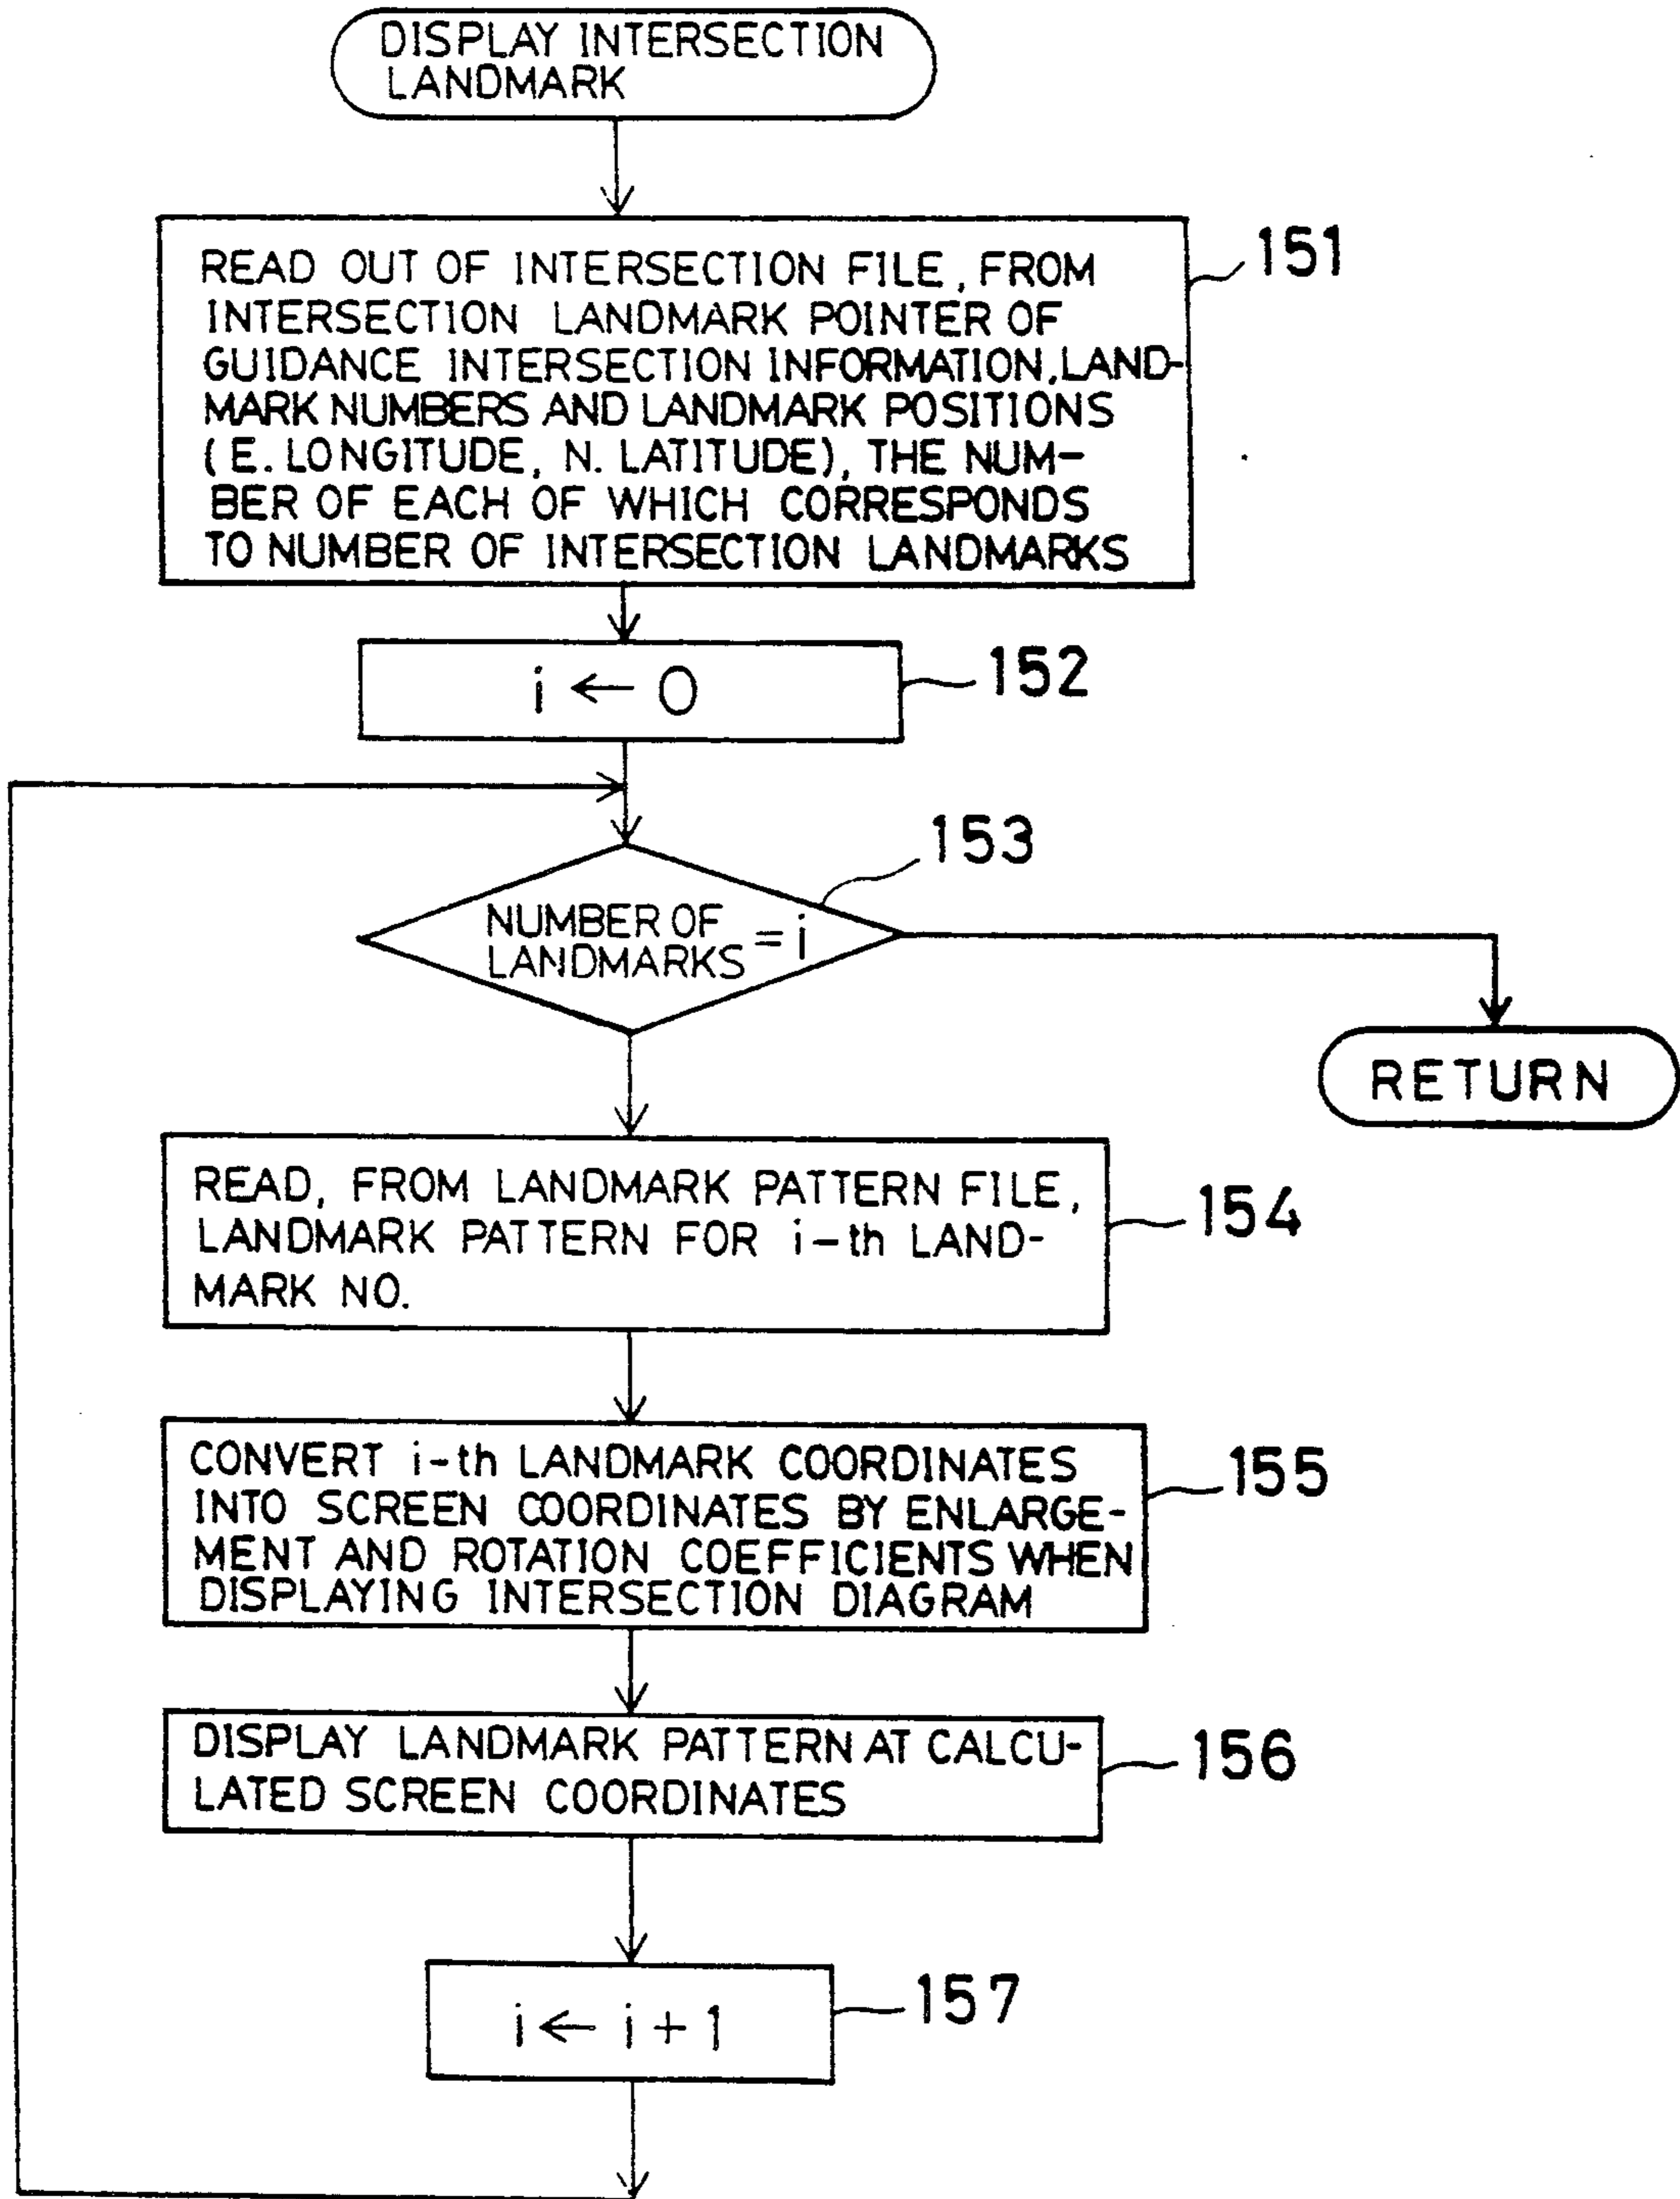 DISPLAY INTERSECTION
LANDMARK
READ OUT OF INTERSECTION FILE, FROM
INTERSECTION LANDMARK POINTER OF
GUIDANCE INTERSECTION INFORMATION, LAND-
MARK NUMBERS AND LANDMARK POSITIONS
(E. LONGITUDE, N. LATITUDE), THE NUM-
BER OF EACH OF WHICH CORRESPONDS
TO NUMBER OF INTERSECTION LANDMARKS
151
i ← 0
152
153
NUMBER OF
LANDMARKS = i
RETURN
READ, FROM LANDMARK PATTERN FILE,
LANDMARK PATTERN FOR i-th LAND-
MARK NO.
154
CONVERT i-th LANDMARK COORDINATES
INTO SCREEN COORDINATES BY ENLARGE-
MENT AND ROTATION COEFFICIENTS WHEN
DISPLAYING INTERSECTION DIAGRAM
155
DISPLAY LANDMARK PATTERN AT CALCU-
LATED SCREEN COORDINATES
156
i ← i + 1
157